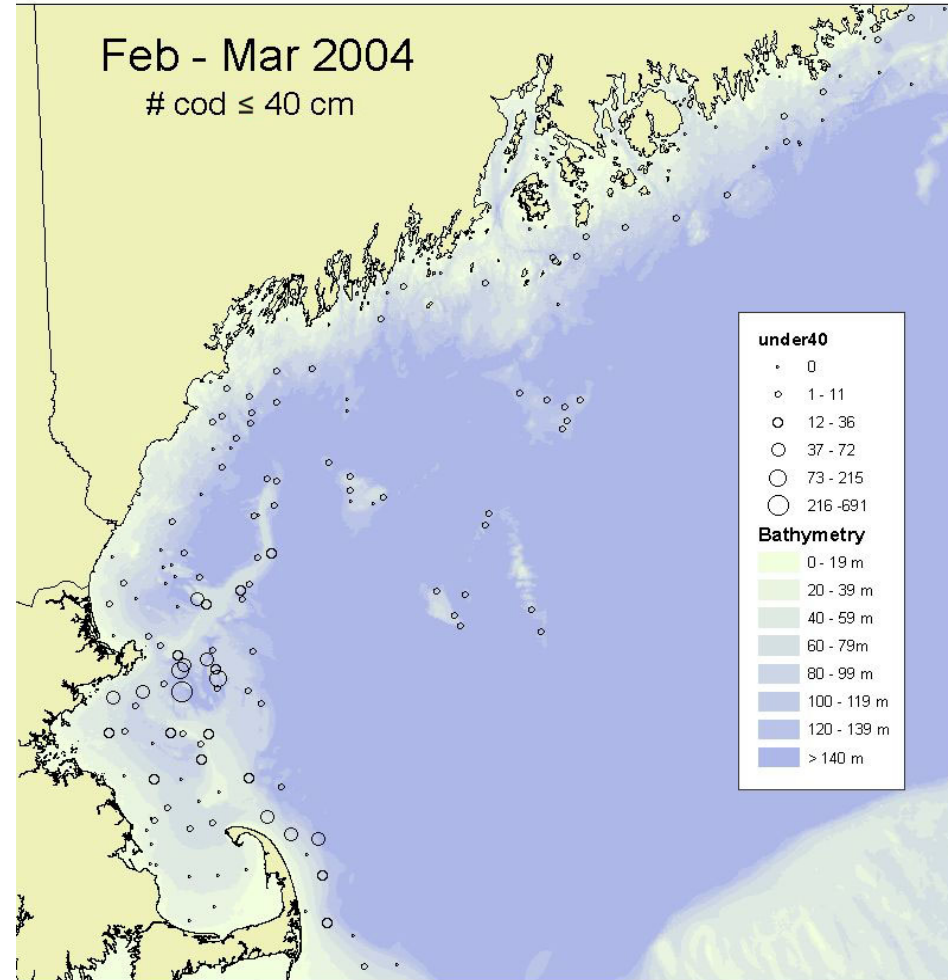 Feb - Mar 2004
# cod ≤ 40 cm
under40
0
1 - 11
12 - 36
37 - 72
73 - 215
216 -691
Bathymetry
0 - 19 m
20 - 39 m
40 - 59 m
60 - 79m
80 - 99 m
100 - 119 m
120 - 139 m
> 140 m